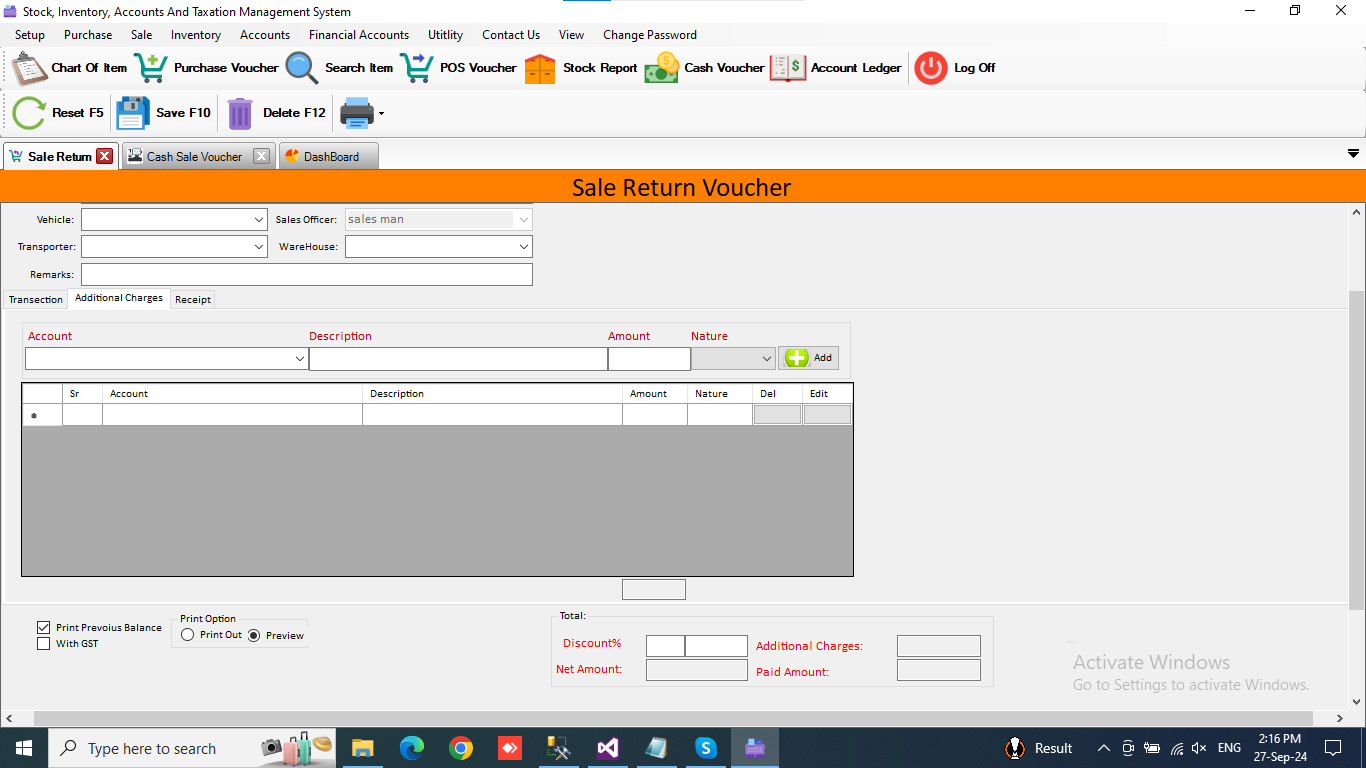 Stock, Inventory, Accounts And Taxation Management System
Setup Purchase Sale Inventory Accounts Financial Accounts Uutility Contact Us View Change Password
Chart Of Item Purchase Voucher Search Item POS Voucher Stock Report Cash Voucher Account Ledger Log Off
Reset F5 Save F10 Delete F12
Sale Return Cash Sale Voucher DashBoard
Sale Return Voucher
Vehicle: Sales Officer: sales man
Transporter: WareHouse:
Remarks:
Transection Additional Charges Receipt
Account Description Amount Nature
Add
Sr Account Description Amount Nature Del Edit
Print Prevoius Balance
With GST
Print Option
Print Out Preview
Total:
Discount% Additional Charges:
Net Amount: Paid Amount:
Activate Windows
Go to Settings to activate Windows.
Type here to search
Result
ENG
2:16 PM
27-Sep-24